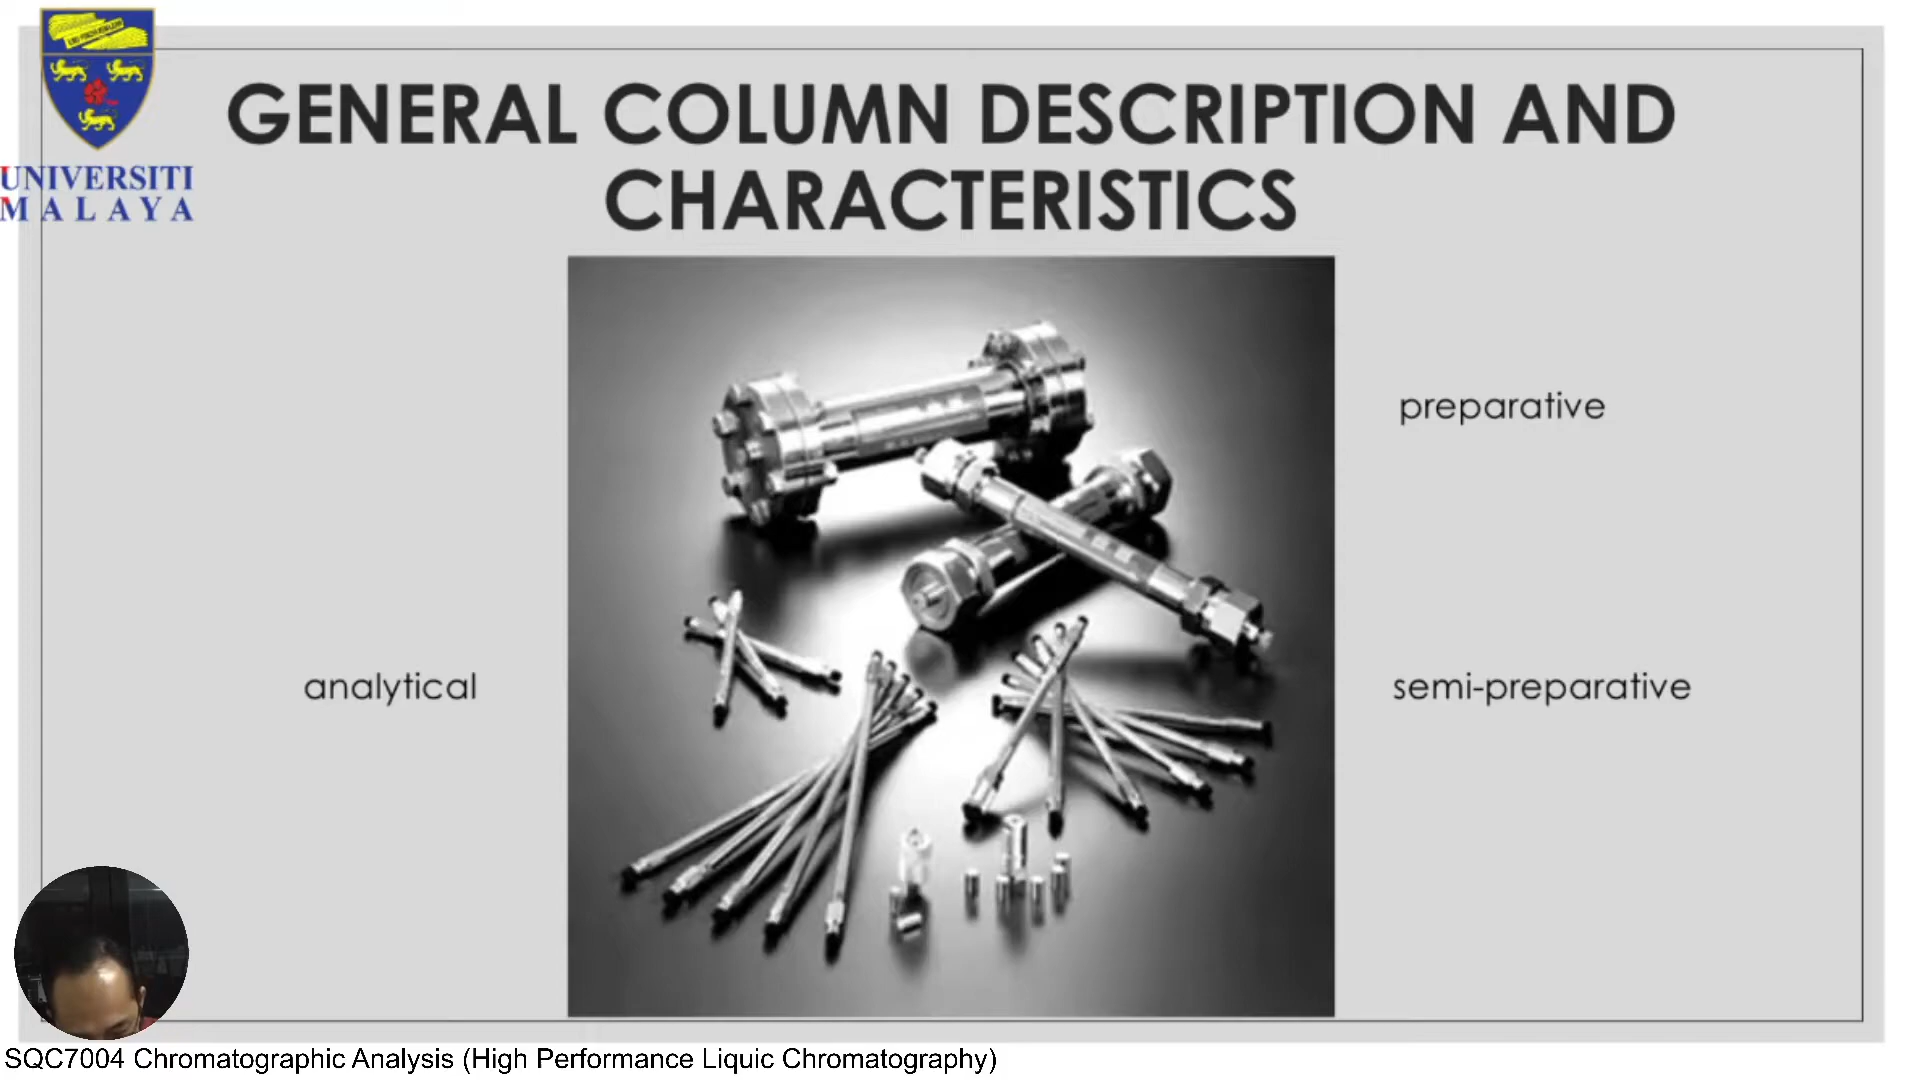 UNIVERSITI
MALAYA
GENERAL COLUMN DESCRIPTION AND
CHARACTERISTICS
preparative
analytical
semi-preparative
SQC7004 Chromatographic Analysis (High Performance Liquic Chromatography)